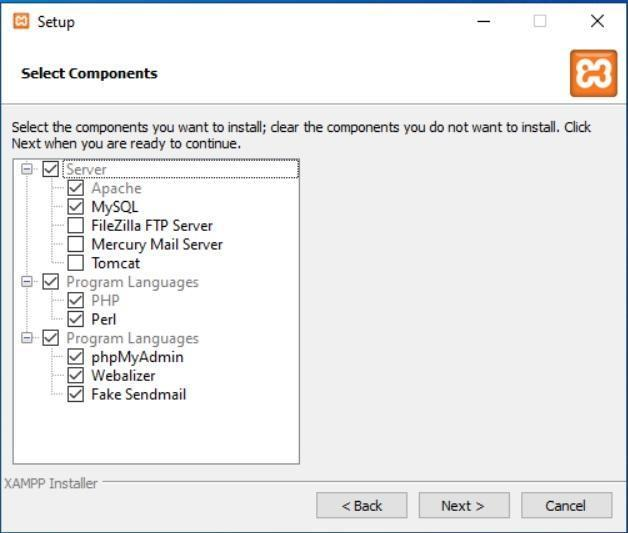 Setup
Select Components
Select the components you want to install; clear the components you do not want to install. Click
Next when you are ready to continue.
Server
Apache
MySQL
FileZilla FTP Server
Mercury Mail Server
Tomcat
Program Languages
PHP
Perl
Program Languages
phpMyAdmin
Webalizer
Fake Sendmail
XAMPP Installer
< Back
Next >
Cancel